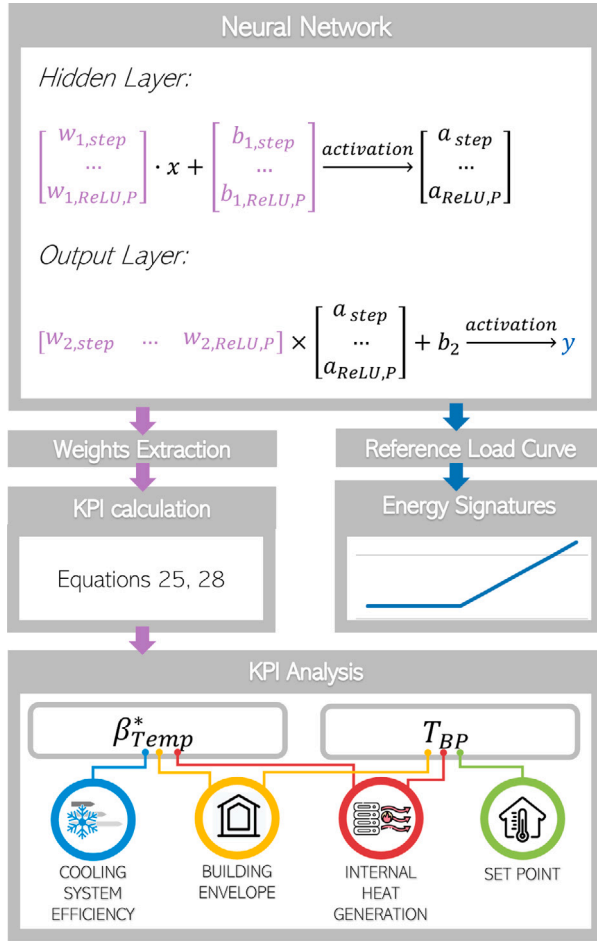 Neural Network
Hidden Layer:
[w_{1,step} ... w_{1,ReLU,P}] · x + [b_{1,step} ... b_{1,ReLU,P}] activation → [a_{step} ... a_{ReLU,P}]
Output Layer:
[w_{2,step} ... w_{2,ReLU,P}] × [a_{step} ... a_{ReLU,P}] + b_2 activation → y
Weights Extraction
Reference Load Curve
KPI calculation
Energy Signatures
Equations 25, 28
KPI Analysis
β*_{Temp}
T_{BP}
COOLING
SYSTEM
EFFICIENCY
BUILDING
ENVELOPE
INTERNAL
HEAT
GENERATION
SET POINT